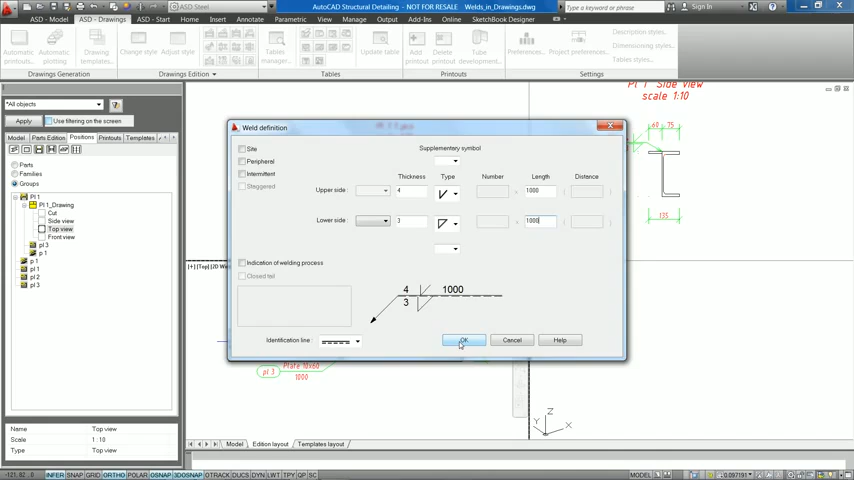 ASD Steel
AutoCAD Structural Detailing - NOT FOR RESALE    Welds_in_Drawings.dwg
Type a keyword or phrase
Sign In
ASD - Model    ASD - Drawings    ASD - Start    Home    Insert    Annotate    Parametric    View    Manage    Output    Add-Ins    Online    SketchBook Designer
Automatic printouts    Automatic plotting    Drawing templates    Change style    Adjust    Tables manager    Update table    Add printout    Delete printout    Tube development    Preferences...    Project preferences...
Description styles...
Dimensioning styles...
Tables styles...
Drawings Generation    Drawings Edition    Tables    Printouts    Settings
*All objects
Apply    Use filtering on the screen
Model    Parts Edition    Positions    Printouts    Templates
Parts
Families
Groups
Pl 1
Pl 1_Drawing
Cut
Side view
Top view
Front view
pl 3
p 1
p 1
pl 1
pl 2
pl 3
Name    Top view
Scale    1 : 10
Type    Top view
Pl 1 Side view
scale 1:10
60    75
135
[+] [Top] [2D W
Weld definition
Site
Peripheral
Intermittent
Staggered
Supplementary symbol
Thickness    Type    Number    Length    Distance
Upper side :    4    x    1000
Lower side :    3    x    1000
Indication of welding process
Closed tail
4    1000
3
Identification line :
OK    Cancel    Help
pl 3    Plate 10x60
1000
Z
Y    X
Model    Edition layout    Templates layout
INFER    SNAP    GRID    ORTHO    POLAR    OSNAP    3DOSNAP    OTRACK    DUCS    DYN    LWT    TPY    QP    SC
MODEL    0.097191